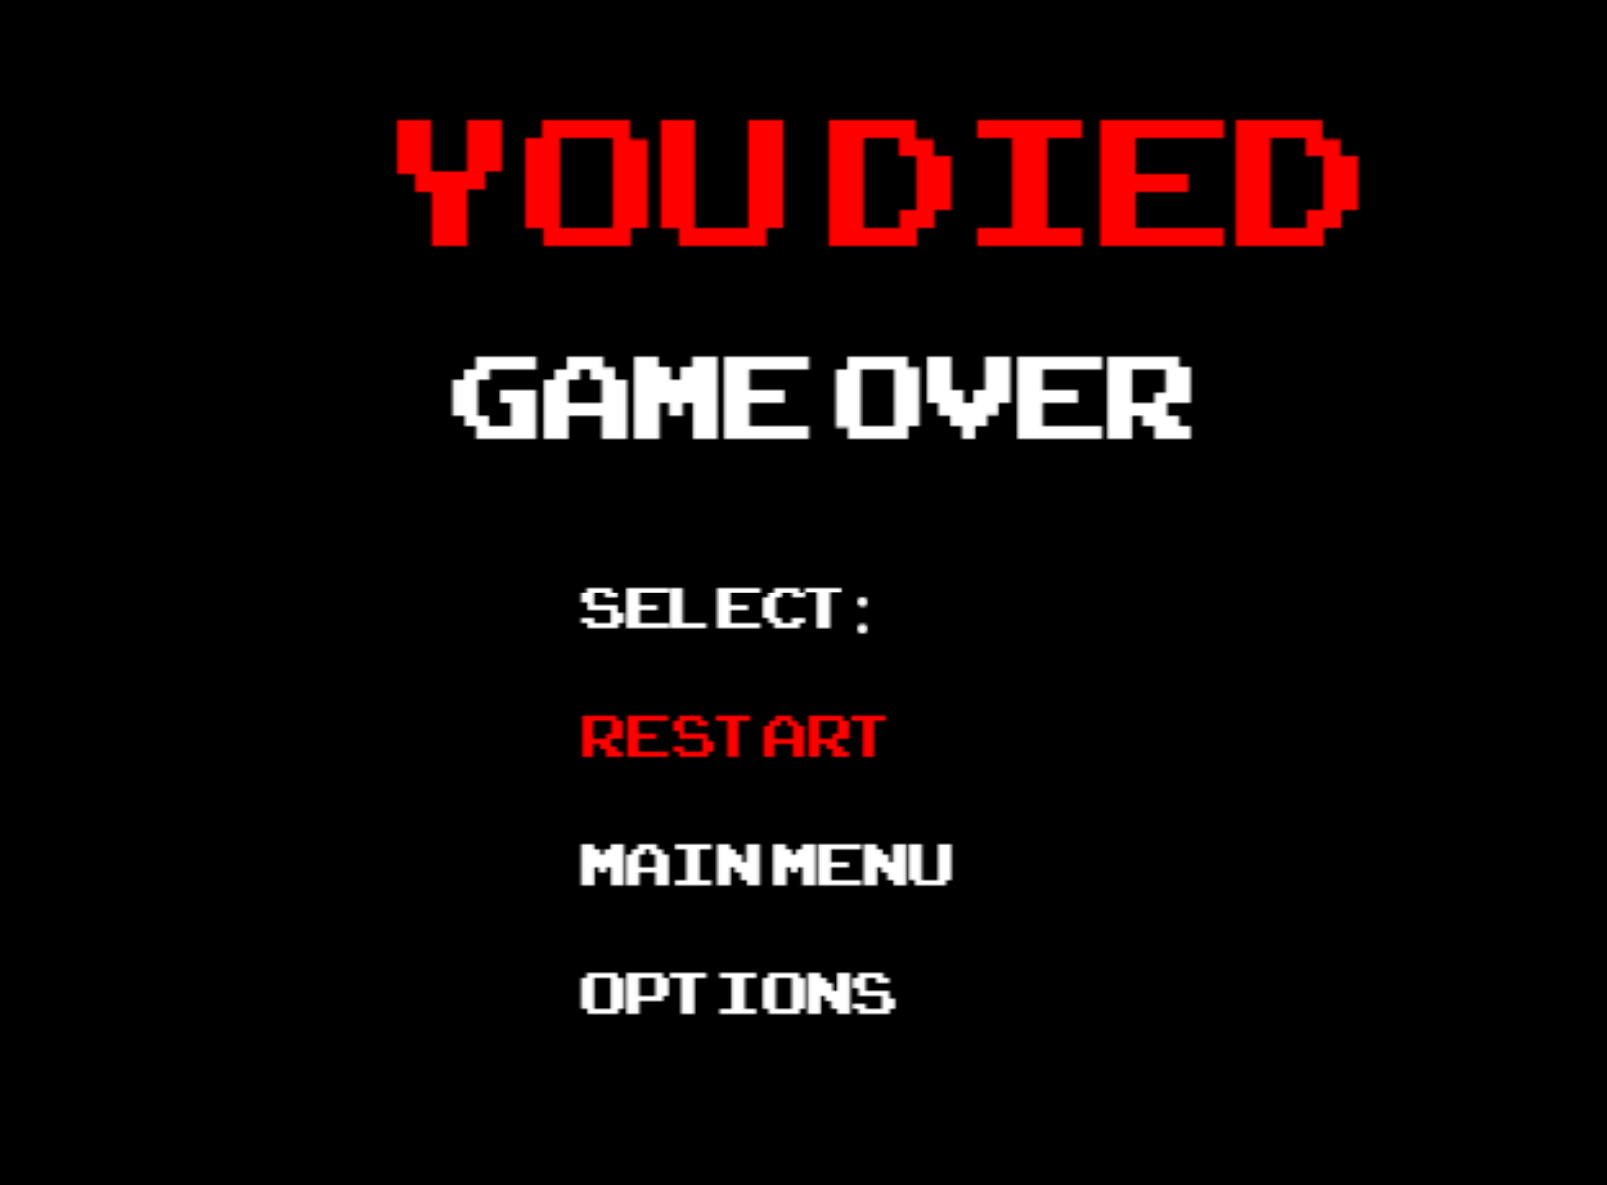 YOU DIED
GAME OVER
SELECT:
RESTART
MAIN MENU
OPTIONS